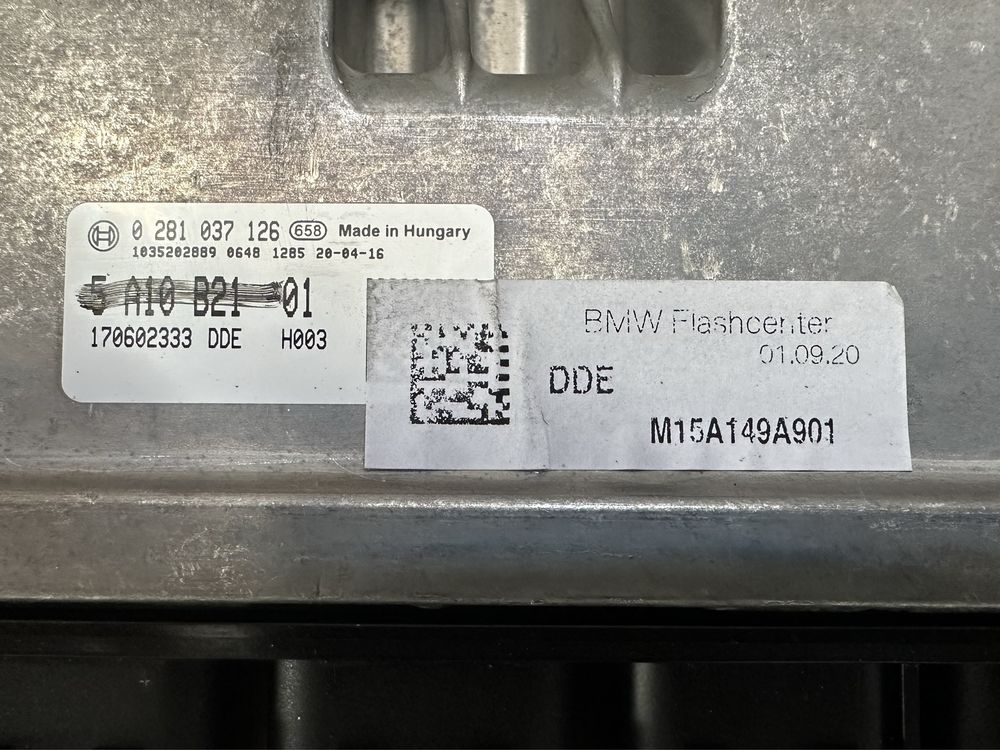 0 281 037 126 658 Made in Hungary
1035202889 0648 1285 20-04-16
5 A10 B21 01
170602333 DDE H003
BMW Flashcenter
01.09.20
DDE
M15A149A901